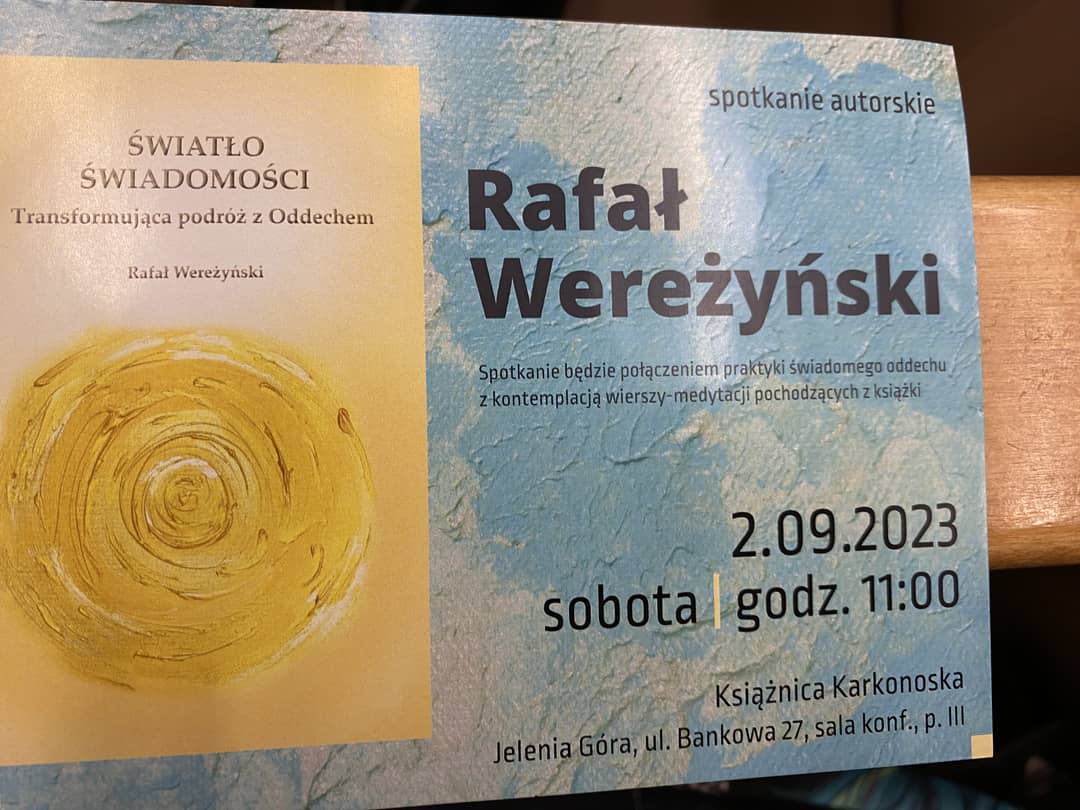 ŚWIATŁO
ŚWIADOMOŚCI
Transformująca podróż z Oddechem
Rafał Wereżyński
spotkanie autorskie
Rafał
Wereżyński
Spotkanie będzie połączeniem praktyki świadomego oddechu
z kontemplacją wierszy-medytacji pochodzących z książki
2.09.2023
sobota | godz. 11:00
Książnica Karkonoska
Jelenia Góra, ul. Bankowa 27, sala konf., p. III